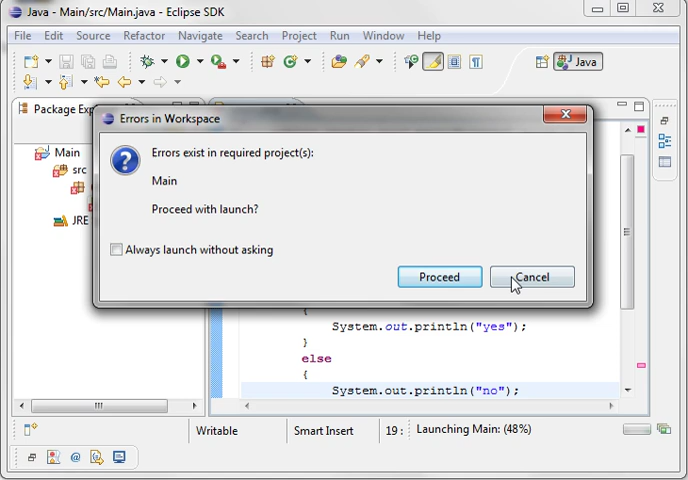 Java - Main/src/Main.java - Eclipse SDK
File Edit Source Refactor Navigate Search Project Run Window Help
Java
Package
Errors in Workspace
Errors exist in required project(s):
Main
Proceed with launch?
Always launch without asking
Proceed Cancel
Main
src
JRE
{
System.out.println("yes");
}
else
{
System.out.println("no");
Writable Smart Insert 19 : Launching Main: (48%)